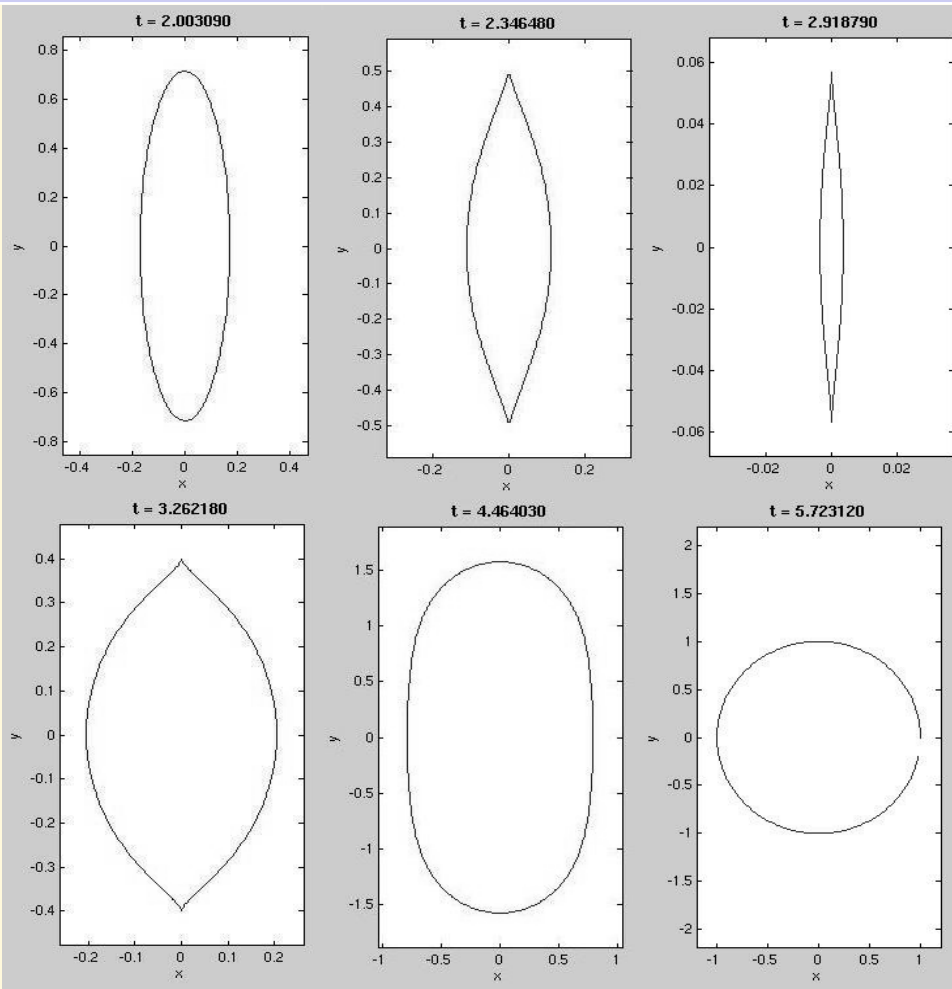 t = 2.003090
0.8
0.6
0.4
0.2
0
-0.2
-0.4
-0.6
-0.8
y
-0.4 -0.2 0 0.2 0.4
x
t = 2.346480
0.5
0.4
0.3
0.2
0.1
0
-0.1
-0.2
-0.3
-0.4
-0.5
y
-0.2 0 0.2
x
t = 2.918790
0.06
0.04
0.02
0
-0.02
-0.04
-0.06
y
-0.02 0 0.02
x
t = 3.262180
0.4
0.3
0.2
0.1
0
-0.1
-0.2
-0.3
-0.4
y
-0.2 -0.1 0 0.1 0.2
x
t = 4.464030
1.5
1
0.5
0
-0.5
-1
-1.5
y
-1 -0.5 0 0.5 1
x
t = 5.723120
2
1.5
1
0.5
0
-0.5
-1
-1.5
-2
y
-1 -0.5 0 0.5 1
x